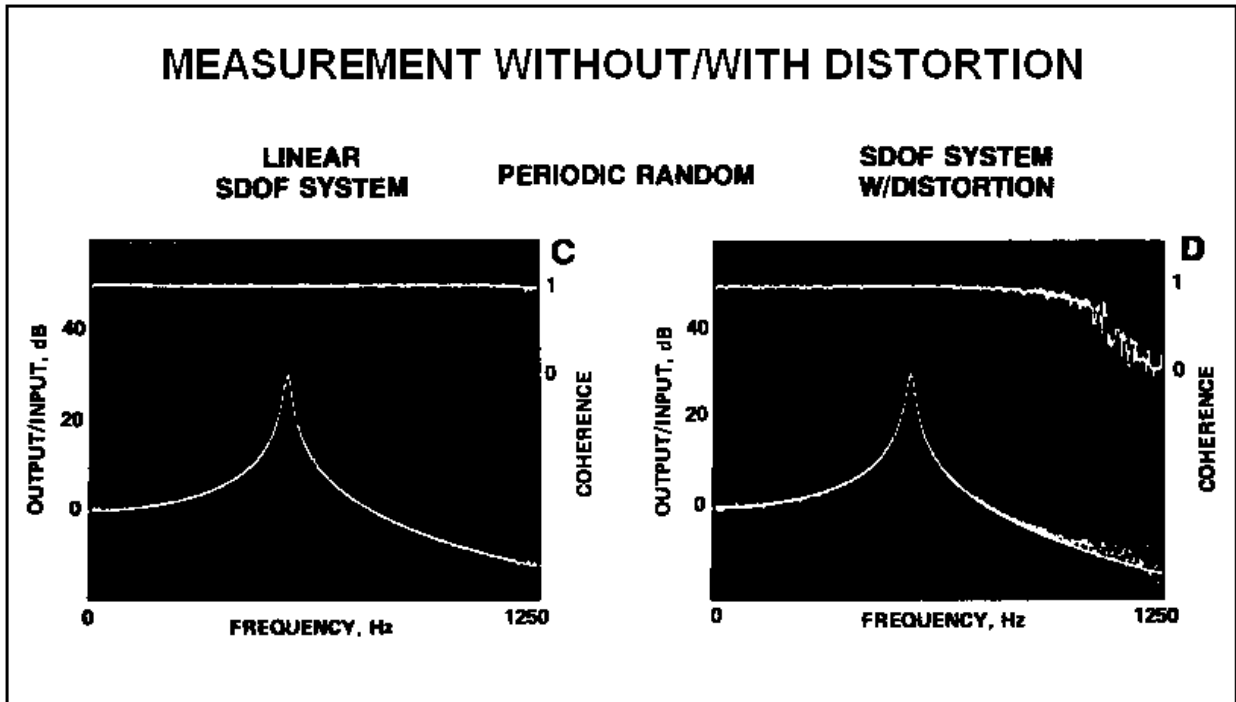 MEASUREMENT WITHOUT/WITH DISTORTION
LINEAR
SDOF SYSTEM
PERIODIC RANDOM
SDOF SYSTEM
W/DISTORTION
C
1
0
COHERENCE
OUTPUT/INPUT, dB
40
20
0
0
1250
FREQUENCY, Hz
D
1
0
COHERENCE
OUTPUT/INPUT, dB
40
20
0
0
1250
FREQUENCY, Hz